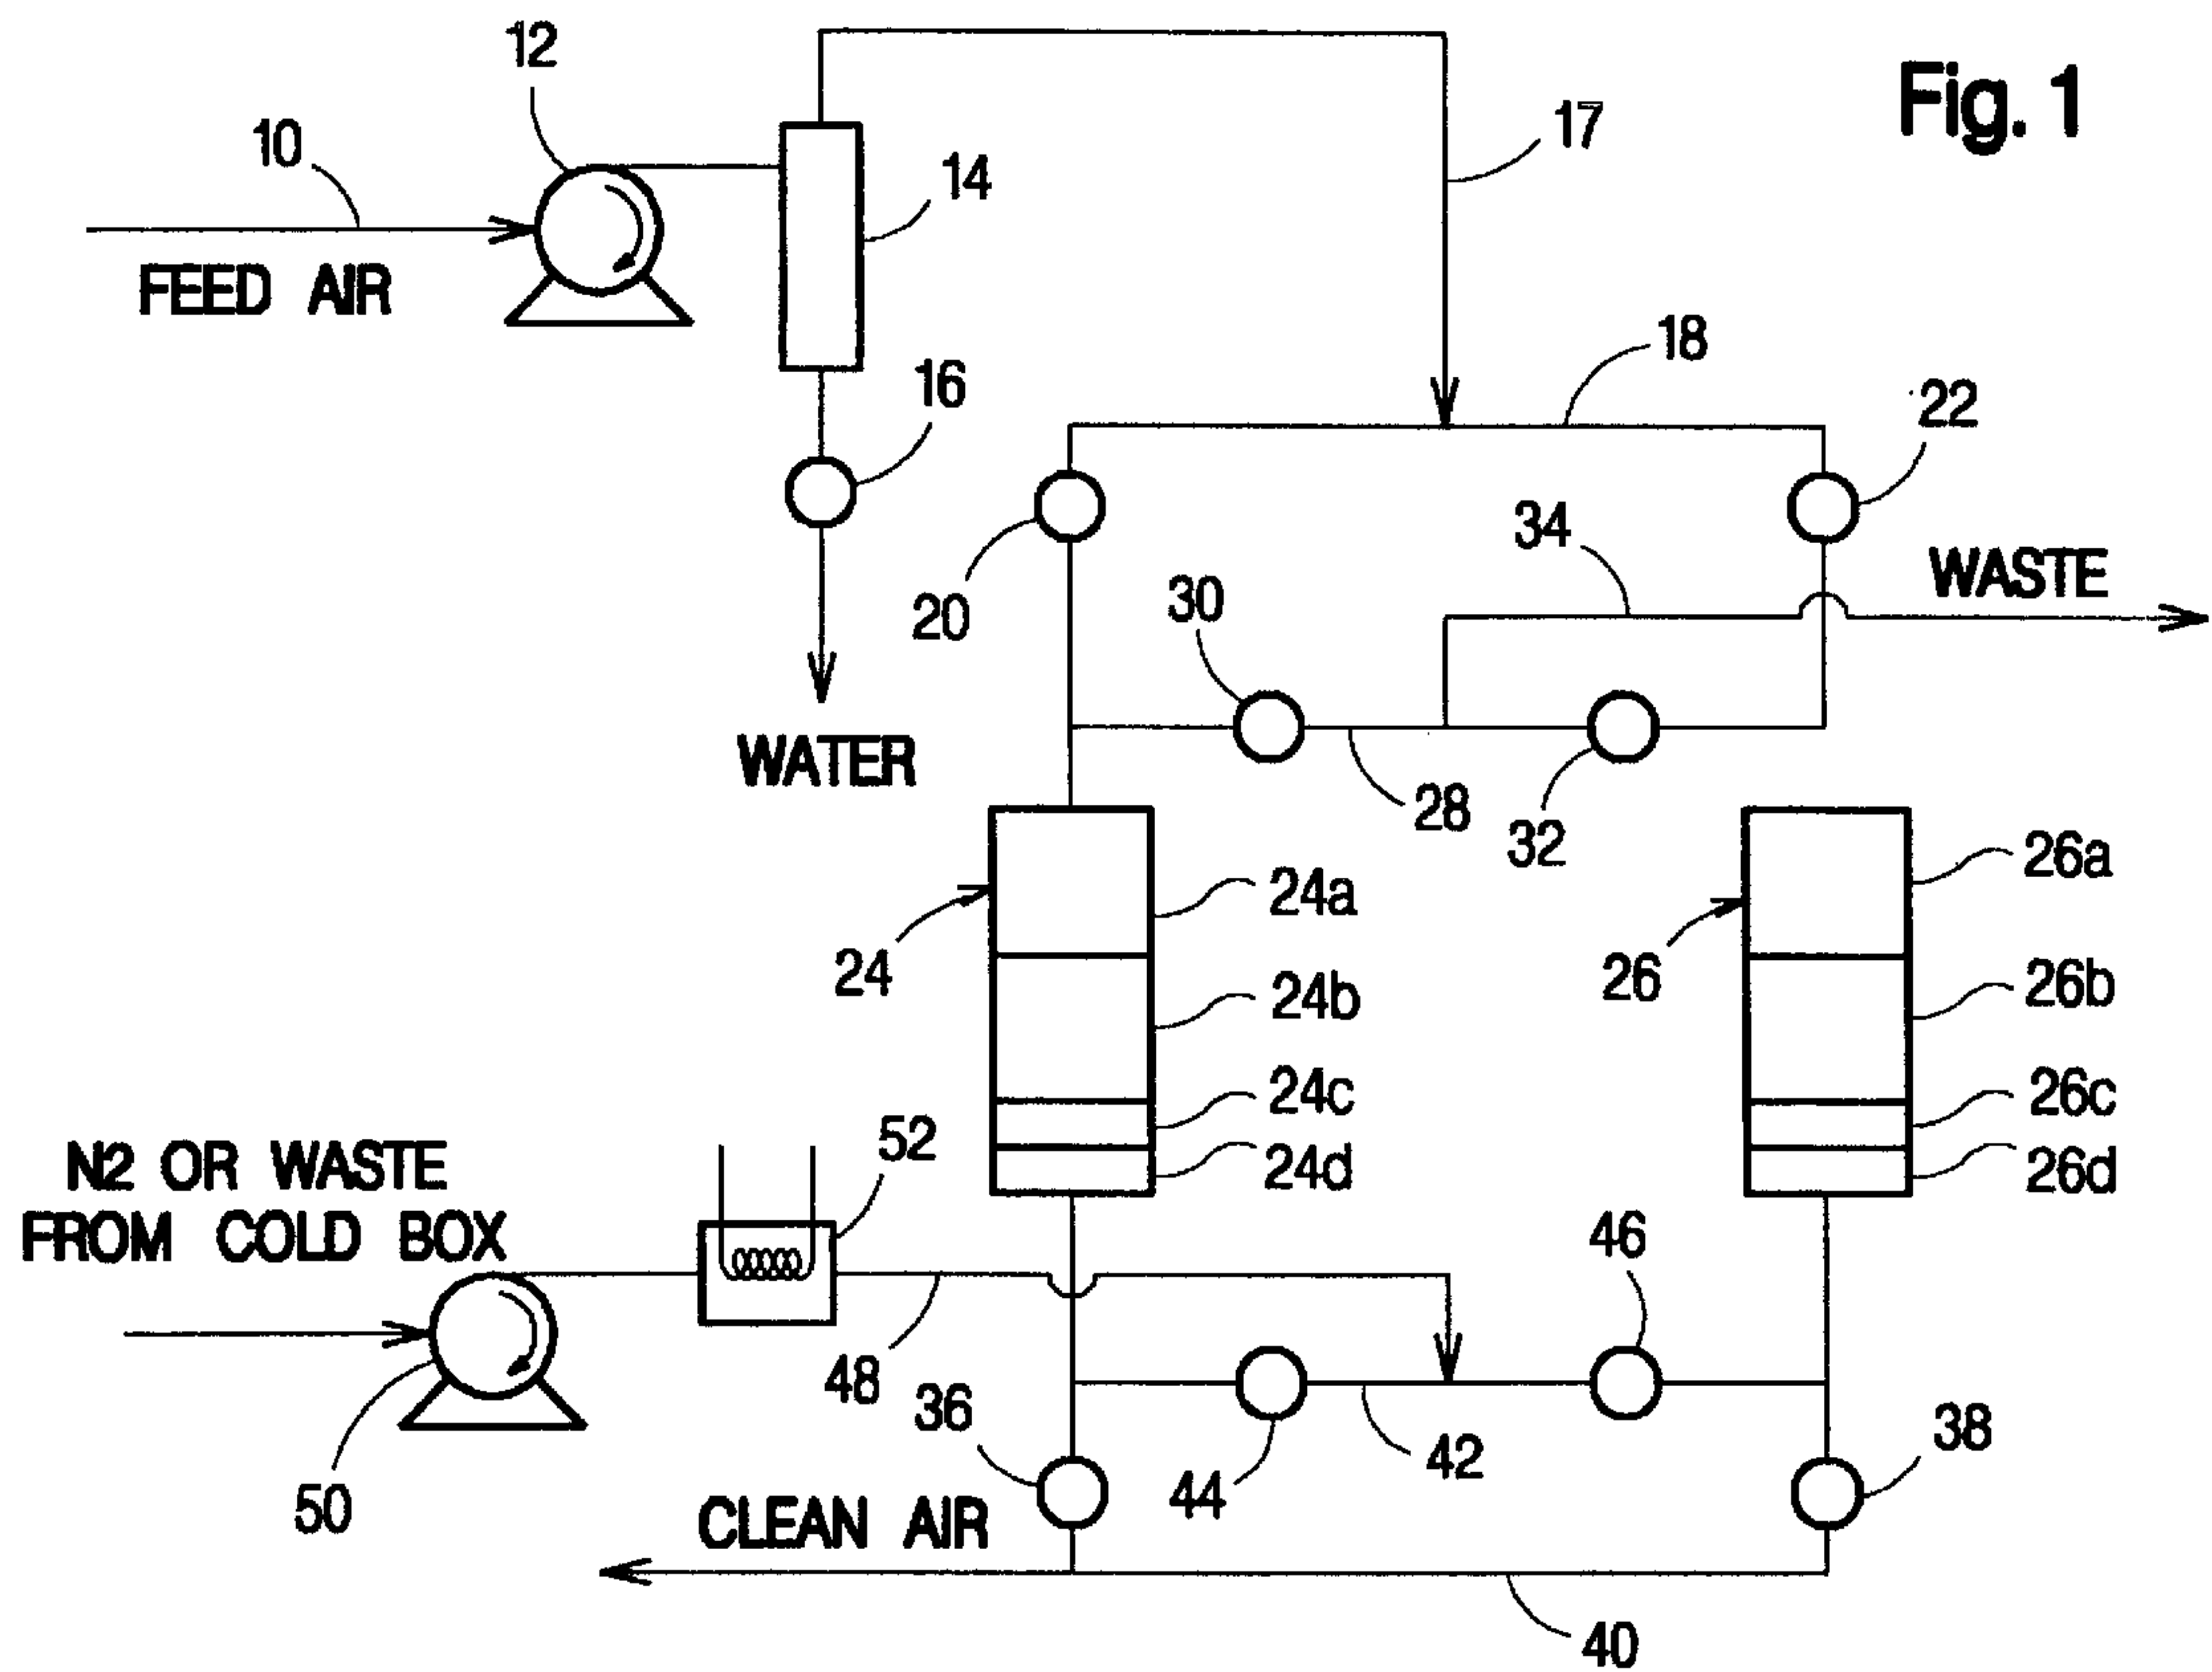 Fig. 1
12
10
17
14
FEED AIR
18
16
22
34
WASTE
20
30
WATER
28
32
26a
24a
24
26
24b
26b
24c
26c
52
24d
26d
N2 OR WASTE
FROM COLD BOX
46
48
36
38
42
44
50
CLEAN AIR
40